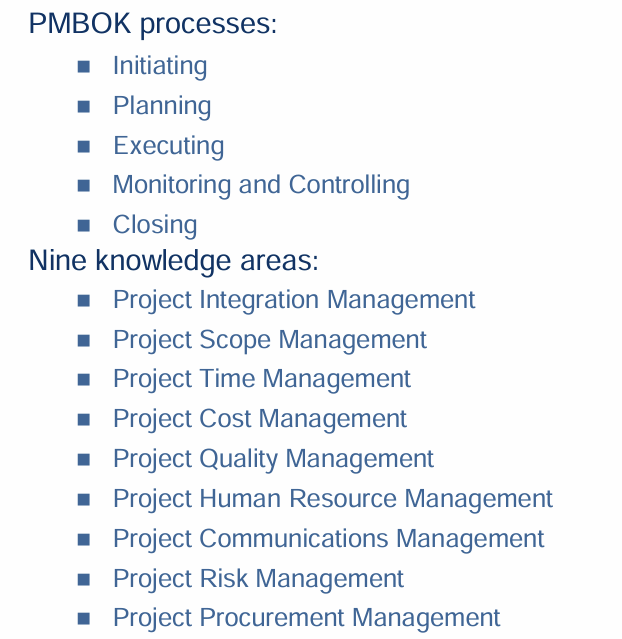 PMBOK processes:
Initiating
Planning
Executing
Monitoring and Controlling
Closing
Nine knowledge areas:
Project Integration Management
Project Scope Management
Project Time Management
Project Cost Management
Project Quality Management
Project Human Resource Management
Project Communications Management
Project Risk Management
Project Procurement Management